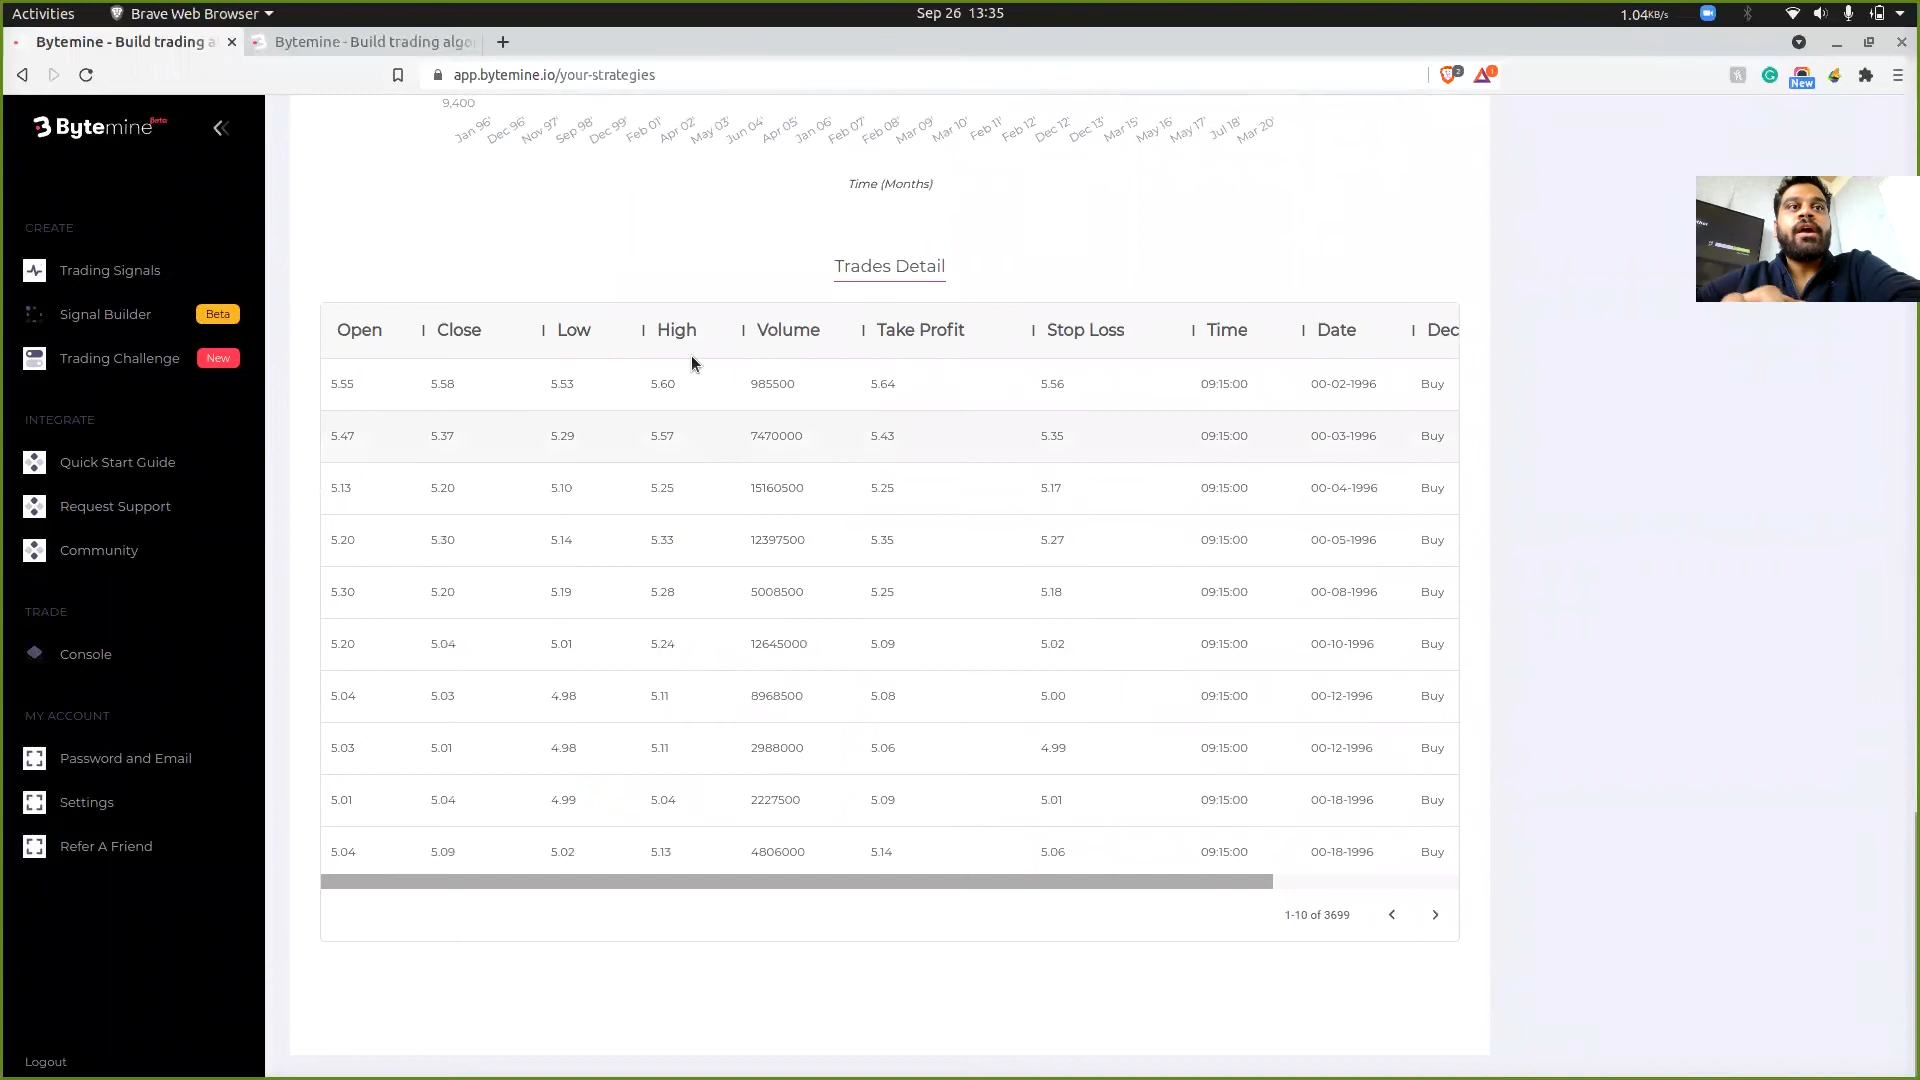 Activities
Brave Web Browser
Sep 26 13:35
1.04KB/s
Bytemine - Build trading a
Bytemine - Build trading algo
app.bytemine.io/your-strategies
2
1
New
Bytemine Beta
CREATE
Trading Signals
Signal Builder Beta
Trading Challenge New
INTEGRATE
Quick Start Guide
Request Support
Community
TRADE
Console
MY ACCOUNT
Password and Email
Settings
Refer A Friend
Logout
9,400
Jan 96' Dec 96' Nov 97' Sep 98' Dec 99' Feb 01' Apr 02' May 03' Jun 04' Apr 05' Jan 06' Feb 07' Feb 08' Mar 09' Mar 10' Feb 11' Feb 12' Dec 12' Dec 13' Mar 15' May 16' May 17' Jul 18' Mar 20'
Time (Months)
Trades Detail
Open Close Low High Volume Take Profit Stop Loss Time Date Dec
5.55 5.58 5.53 5.60 985500 5.64 5.56 09:15:00 00-02-1996 Buy
5.47 5.37 5.29 5.57 7470000 5.43 5.35 09:15:00 00-03-1996 Buy
5.13 5.20 5.10 5.25 15160500 5.25 5.17 09:15:00 00-04-1996 Buy
5.20 5.30 5.14 5.33 12397500 5.35 5.27 09:15:00 00-05-1996 Buy
5.30 5.20 5.19 5.28 5008500 5.25 5.18 09:15:00 00-08-1996 Buy
5.20 5.04 5.01 5.24 12645000 5.09 5.02 09:15:00 00-10-1996 Buy
5.04 5.03 4.98 5.11 8968500 5.08 5.00 09:15:00 00-12-1996 Buy
5.03 5.01 4.98 5.11 2988000 5.06 4.99 09:15:00 00-12-1996 Buy
5.01 5.04 4.99 5.04 2227500 5.09 5.01 09:15:00 00-18-1996 Buy
5.04 5.09 5.02 5.13 4806000 5.14 5.06 09:15:00 00-18-1996 Buy
1-10 of 3699